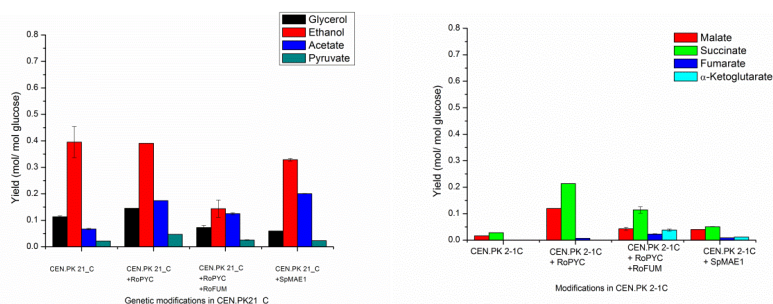 Glycerol
Ethanol
Acetate
Pyruvate
Yield (mol/ mol glucose)
0.8
0.7
0.6
0.5
0.4
0.3
0.2
0.1
0.0
CEN.PK 21_C
CEN.PK 21_C
+RoPYC
CEN.PK 21_C
+RoPYC
+RoFUM
CEN.PK 21_C
+SpMAE1
Genetic modifications in CEN.PK21_C
Malate
Succinate
Fumarate
α-Ketoglutarate
Yield (mol/ mol glucose)
0.8
0.7
0.6
0.5
0.4
0.3
0.2
0.1
0.0
CEN.PK 2-1C
CEN.PK 2-1C
+ RoPYC
CEN.PK 2-1C
+ RoPYC
+RoFUM
CEN.PK 2-1C
+ SpMAE1
Modifications in CEN.PK 2-1C